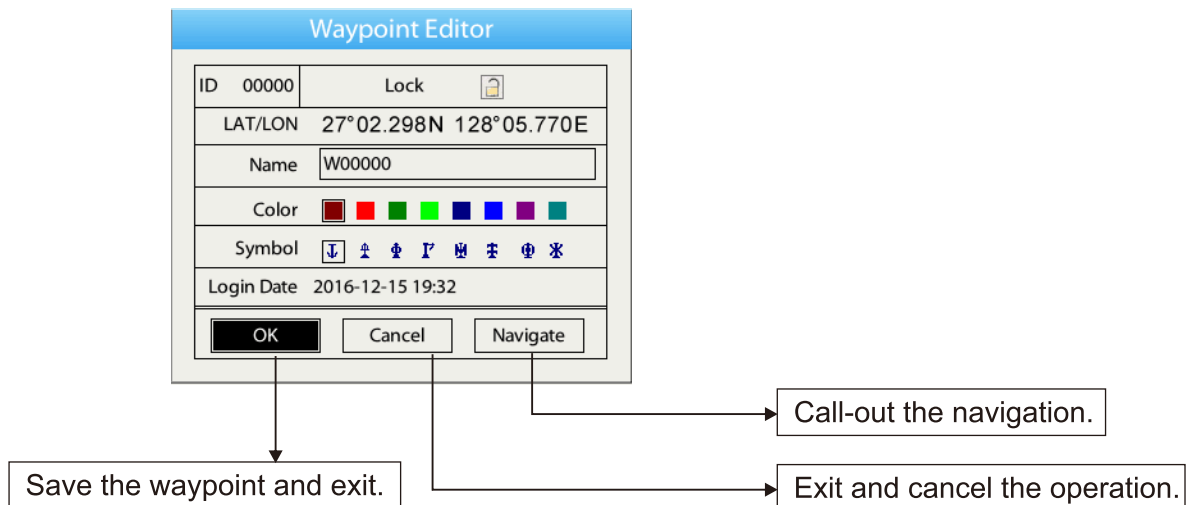 Waypoint Editor
ID 00000 Lock
LAT/LON 27°02.298N 128°05.770E
Name W00000
Color
Symbol
Login Date 2016-12-15 19:32
OK Cancel Navigate
Call-out the navigation.
Save the waypoint and exit.
Exit and cancel the operation.